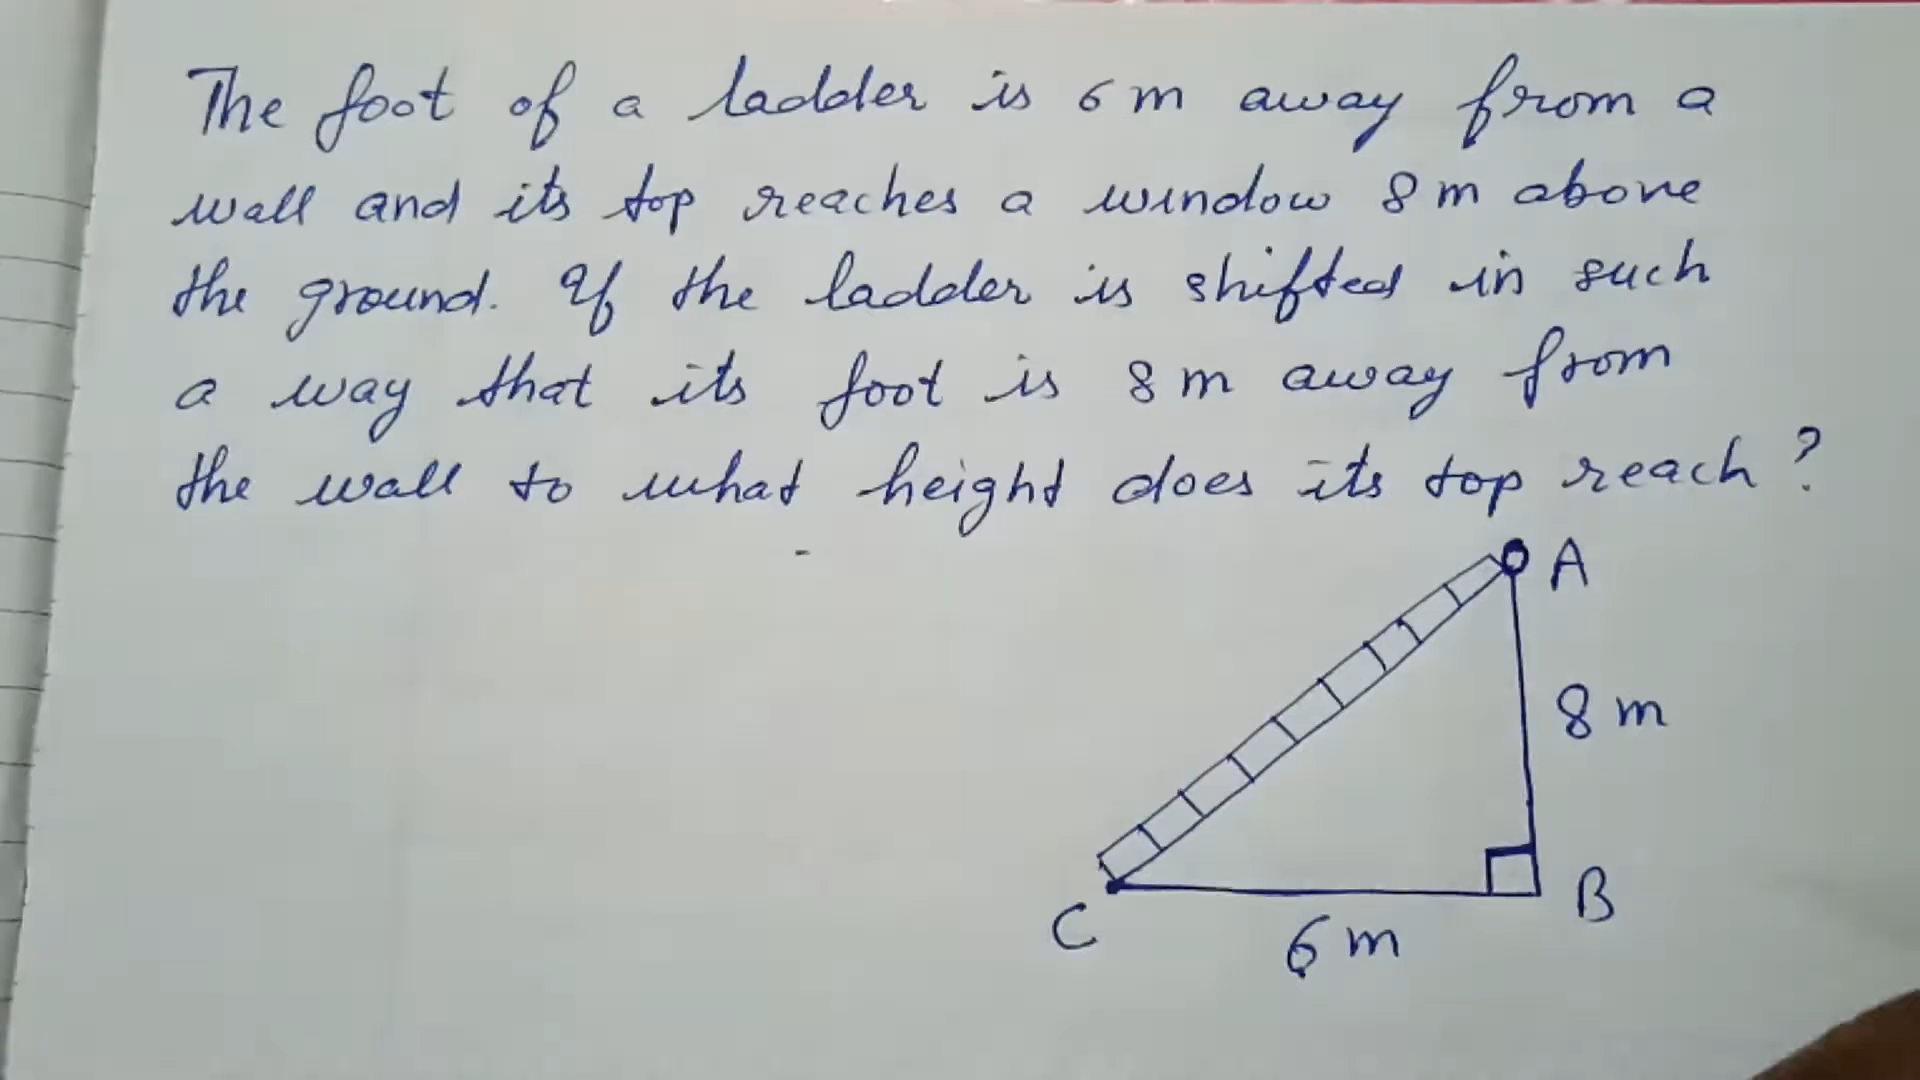 The foot of a ladder is 6 m away from a
wall and its top reaches a window 8 m above
the ground. If the ladder is shifted in such
a way that its foot is 8 m away from
the wall to what height does its top reach?
A
8 m
B
C
6 m